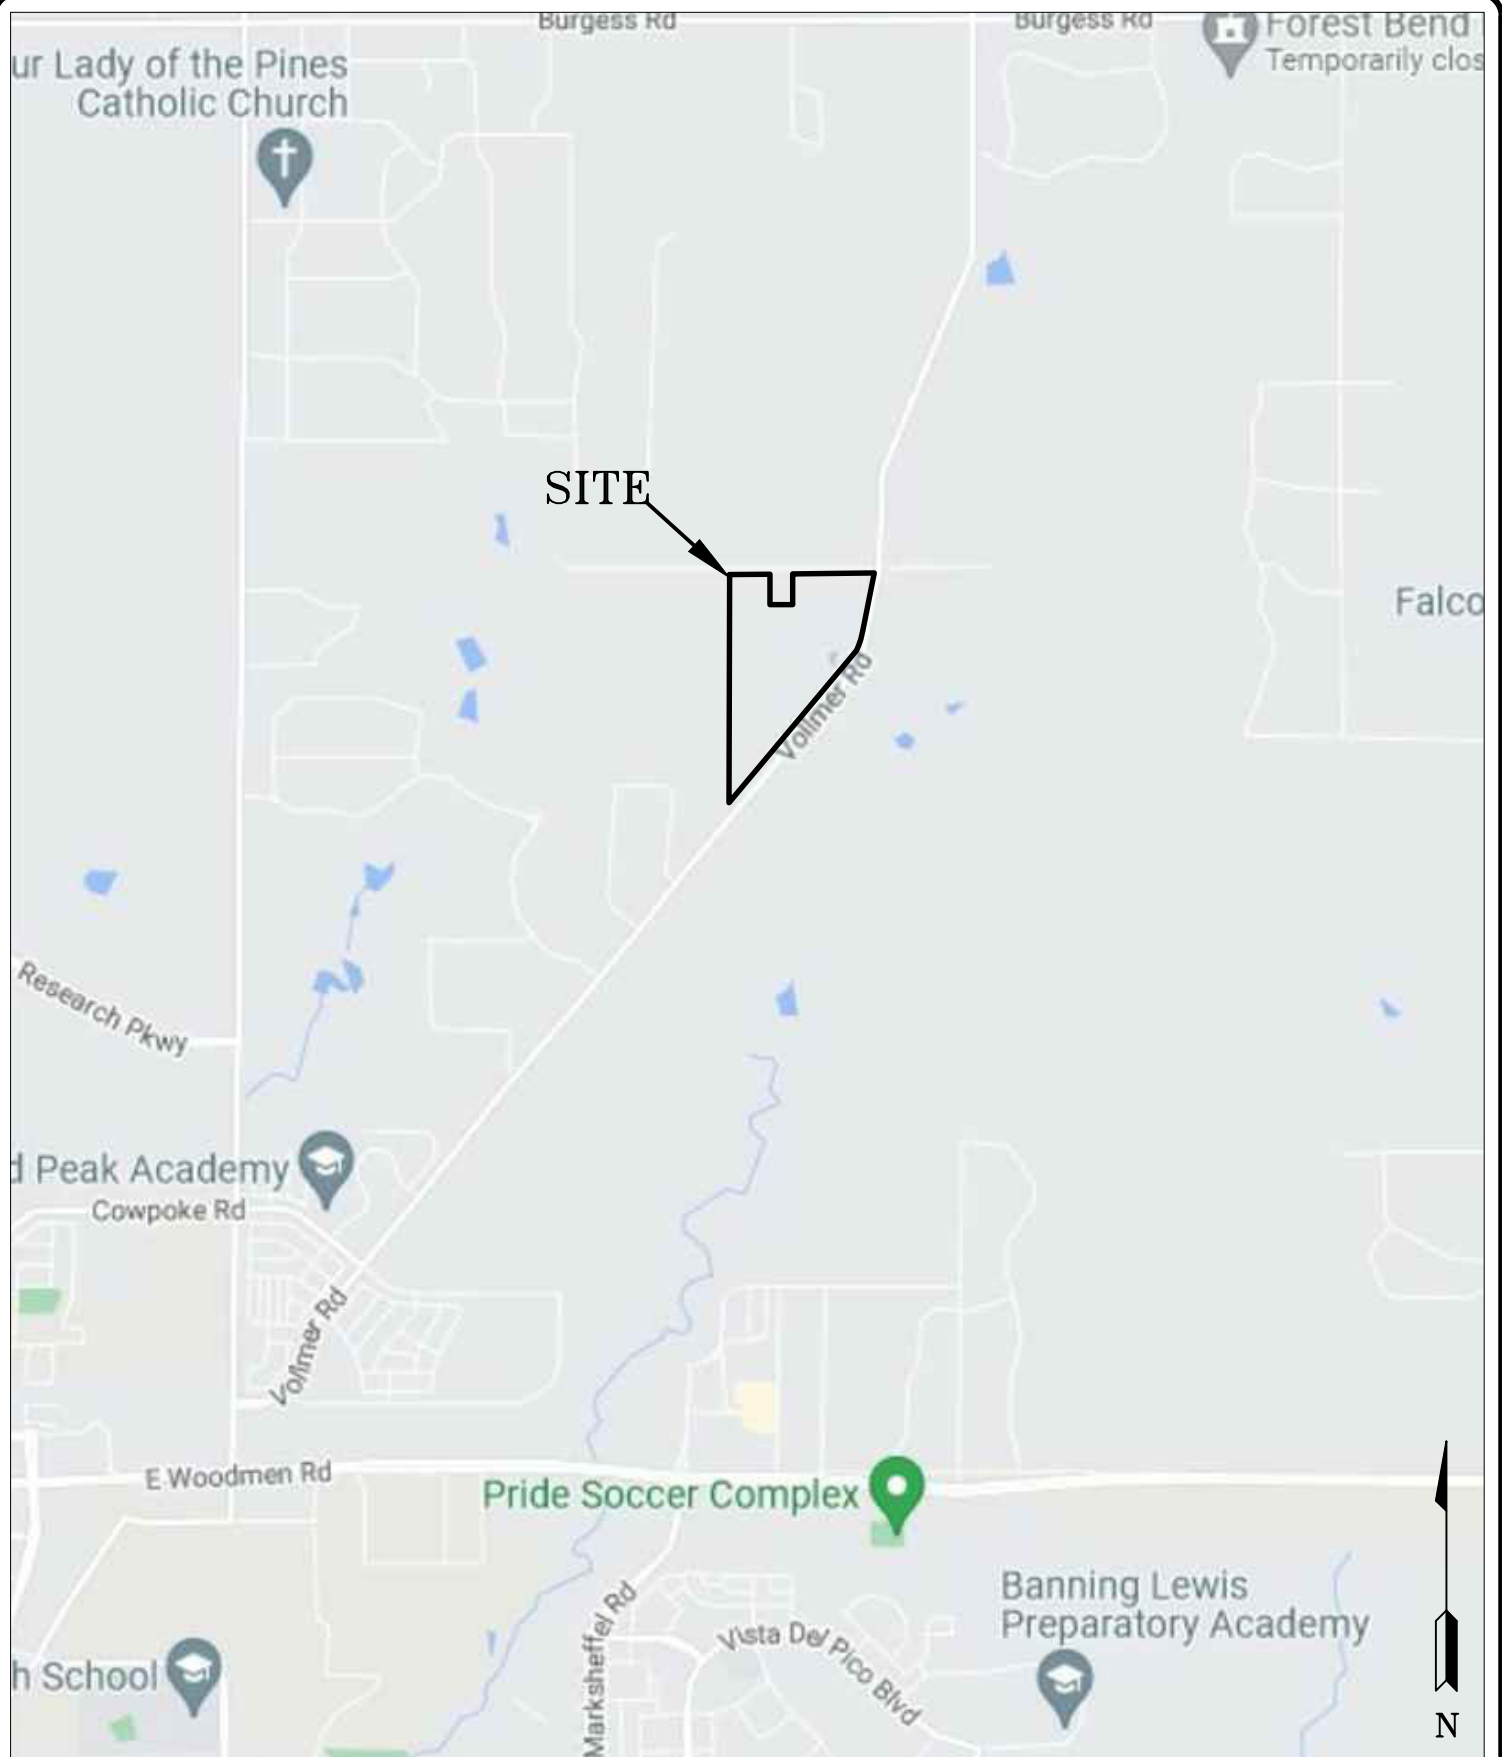 Burgess Rd
Burgess Rd
Forest Bend
Temporarily clos
ur Lady of the Pines
Catholic Church
SITE
Falco
Vollmer Rd
Research Pkwy
d Peak Academy
Cowpoke Rd
Vollmer Rd
E Woodmen Rd
Pride Soccer Complex
Banning Lewis
Preparatory Academy
Marksheffel Rd
Vista Del Pico Blvd
h School
N